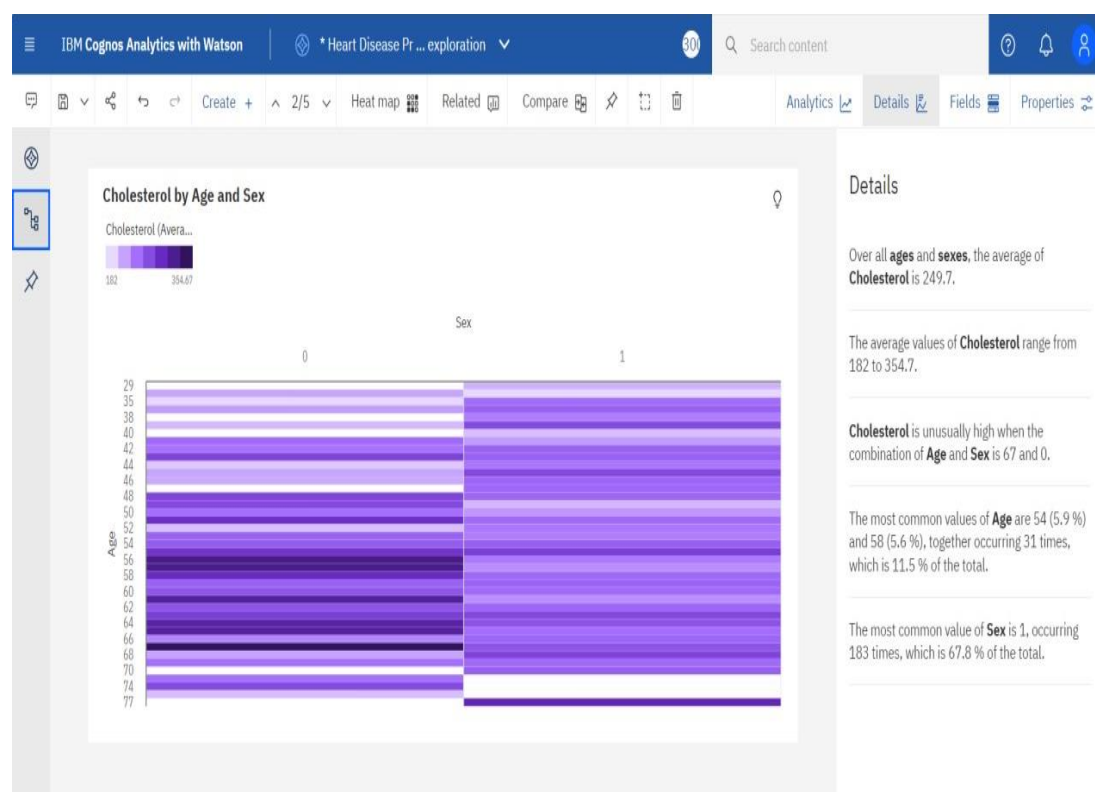 IBM Cognos Analytics with Watson
* Heart Disease Pr ... exploration
30
Search content
Create +
2/5
Heat map
Related
Compare
Analytics
Details
Fields
Properties
Cholesterol by Age and Sex
Cholesterol (Avera...
182 354.67
Sex
0 1
Age
29
35
38
40
42
44
46
48
50
52
54
56
58
60
62
64
66
68
70
74
77
Details
Over all ages and sexes, the average of
Cholesterol is 249.7.
The average values of Cholesterol range from
182 to 354.7.
Cholesterol is unusually high when the
combination of Age and Sex is 67 and 0.
The most common values of Age are 54 (5.9 %)
and 58 (5.6 %), together occurring 31 times,
which is 11.5 % of the total.
The most common value of Sex is 1, occurring
183 times, which is 67.8 % of the total.